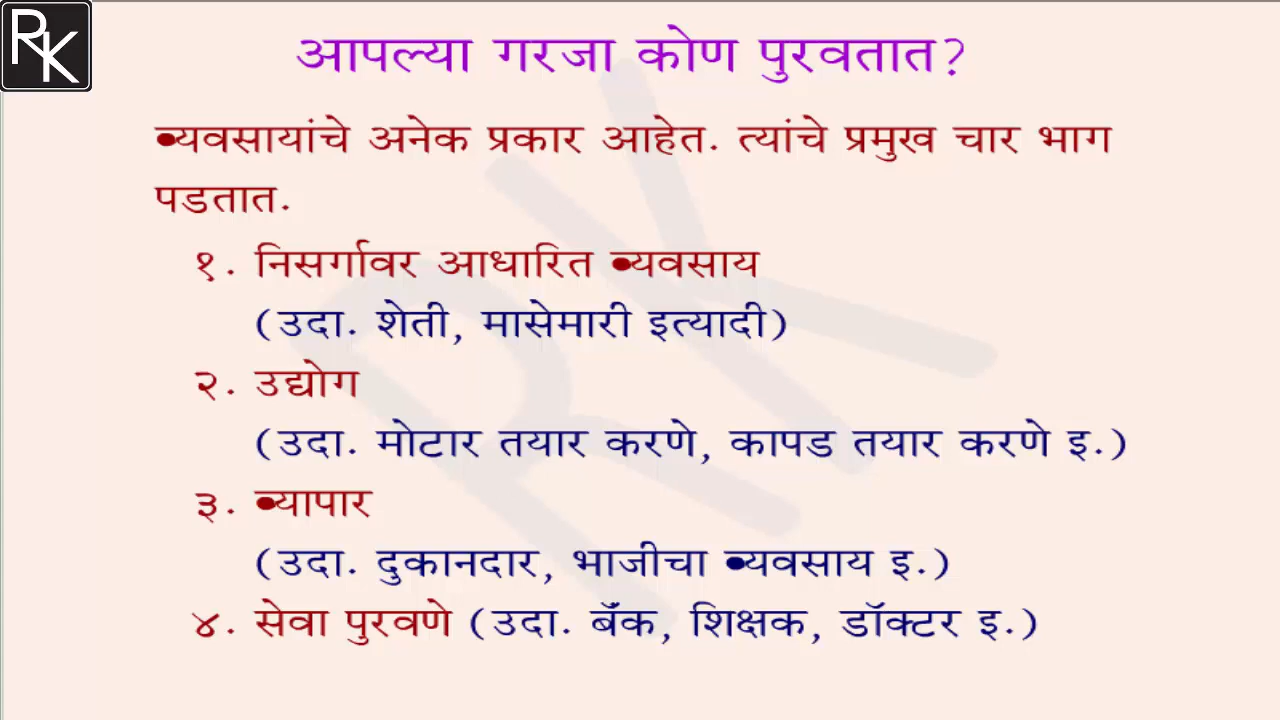 RK
आपल्या गरजा कोण पुरवतात?
व्यवसायांचे अनेक प्रकार आहेत. त्यांचे प्रमुख चार भाग
पडतात.
१. निसर्गावर आधारित व्यवसाय
(उदा. शेती, मासेमारी इत्यादी)
२. उद्योग
(उदा. मोटार तयार करणे, कापड तयार करणे इ.)
३. व्यापार
(उदा. दुकानदार, भाजीचा व्यवसाय इ.)
४. सेवा पुरवणे (उदा. बँक, शिक्षक, डॉक्टर इ.)